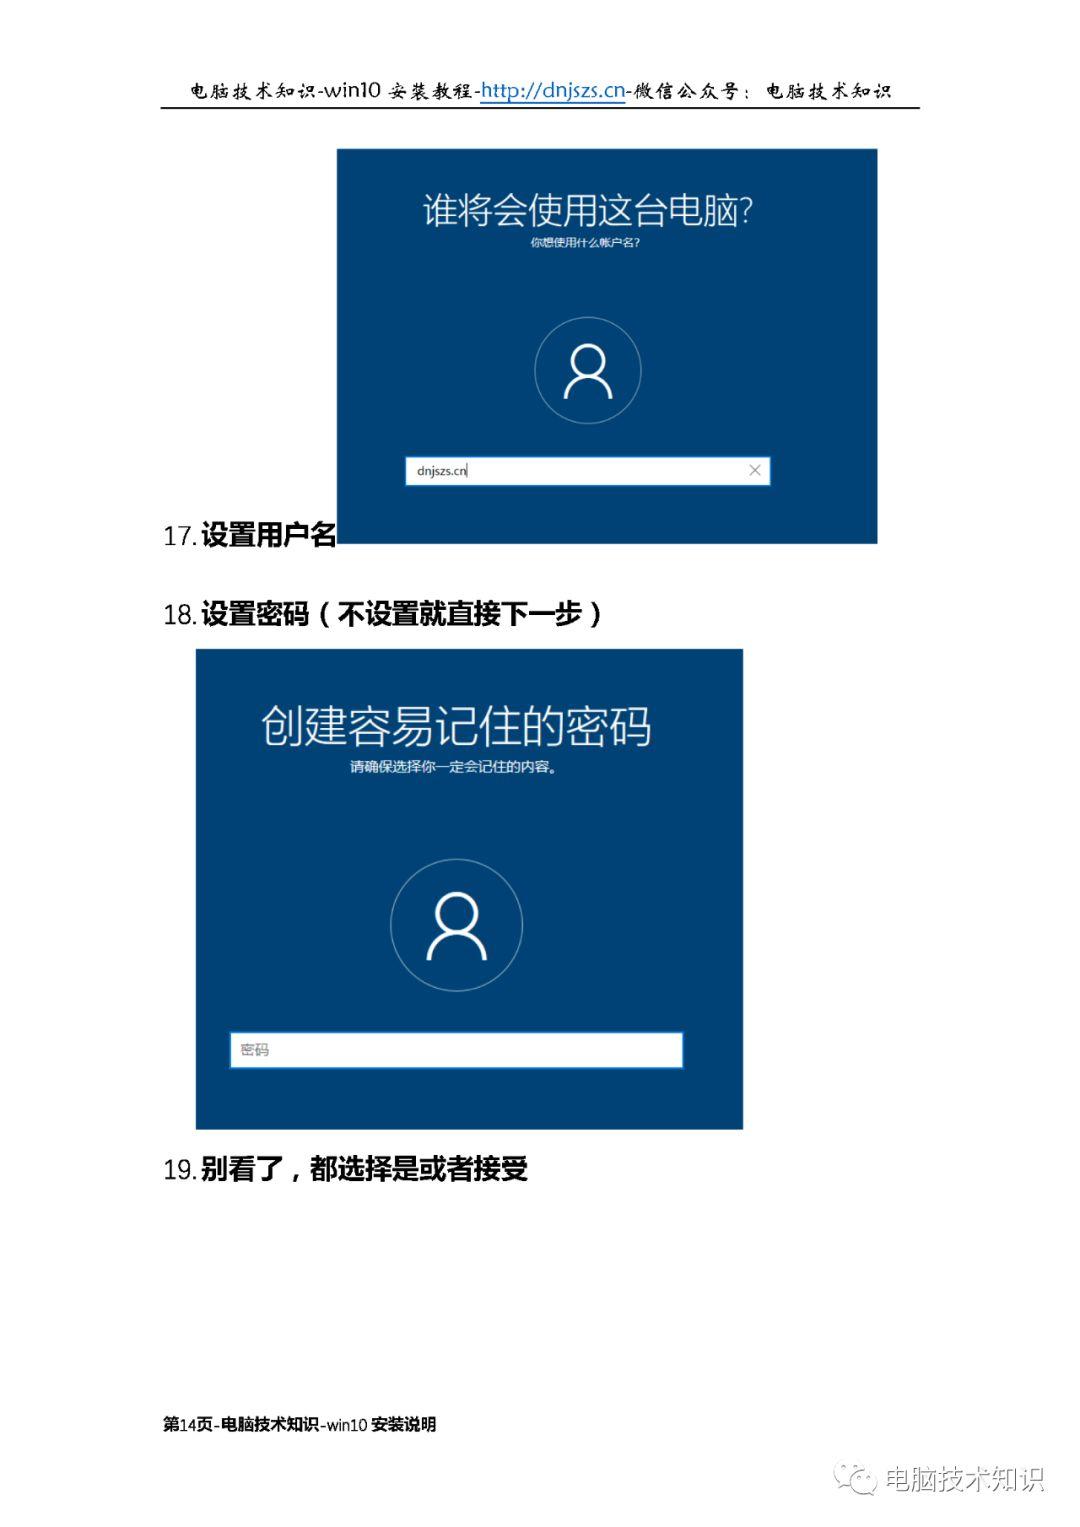 电脑技术知识-win10 安装教程-http://dnjszs.cn-微信公众号：电脑技术知识
谁将会使用这台电脑?
你想使用什么帐户名?
dnjszs.cn
17. 设置用户名
18. 设置密码（不设置就直接下一步）
创建容易记住的密码
请确保选择你一定会记住的内容。
密码
19. 别看了，都选择是或者接受
第14页-电脑技术知识-win10 安装说明
电脑技术知识